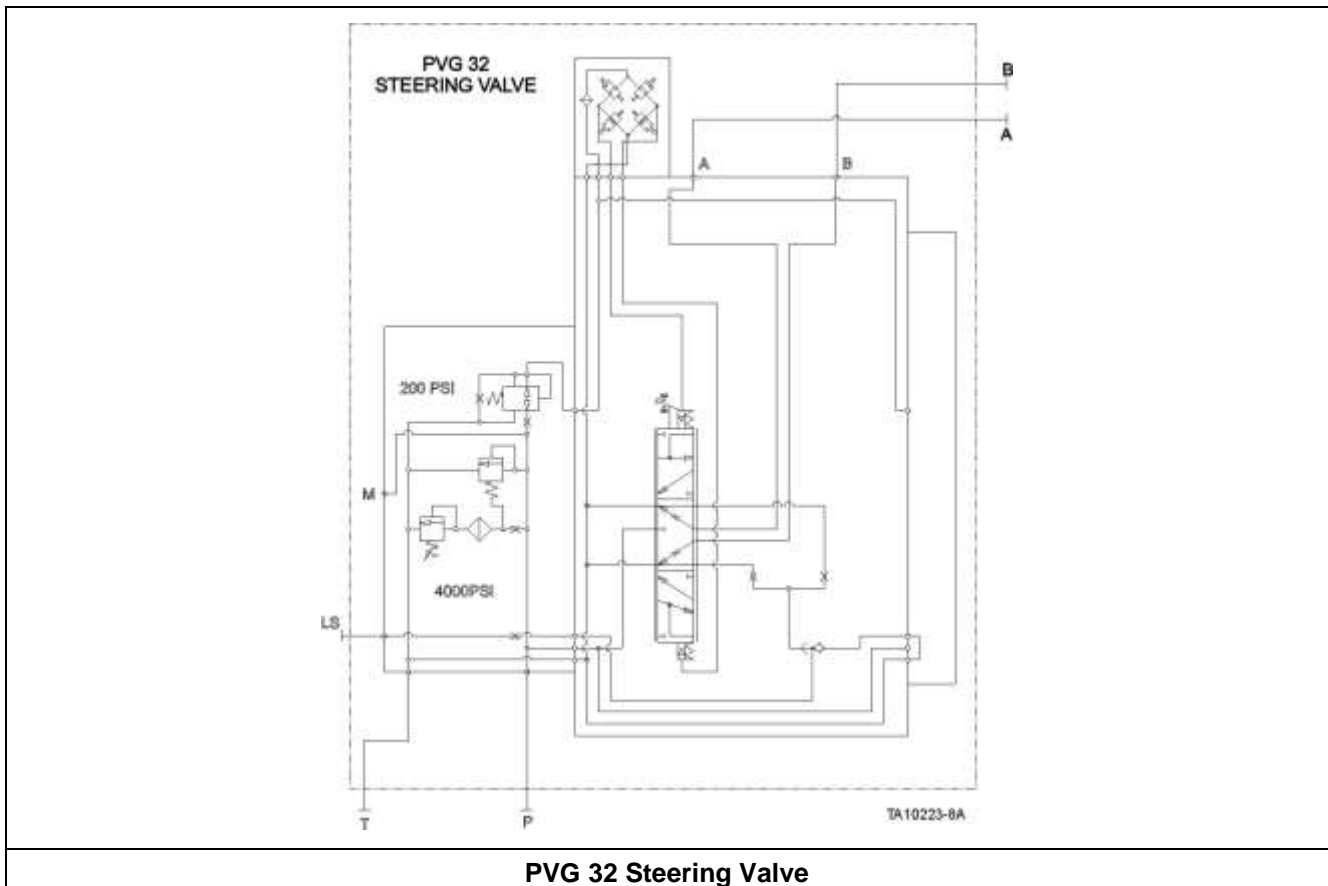 PVG 32
STEERING VALVE
B
A
A
B
200 PSI
M
4000PSI
LS
T
P
TA10223-8A
PVG 32 Steering Valve